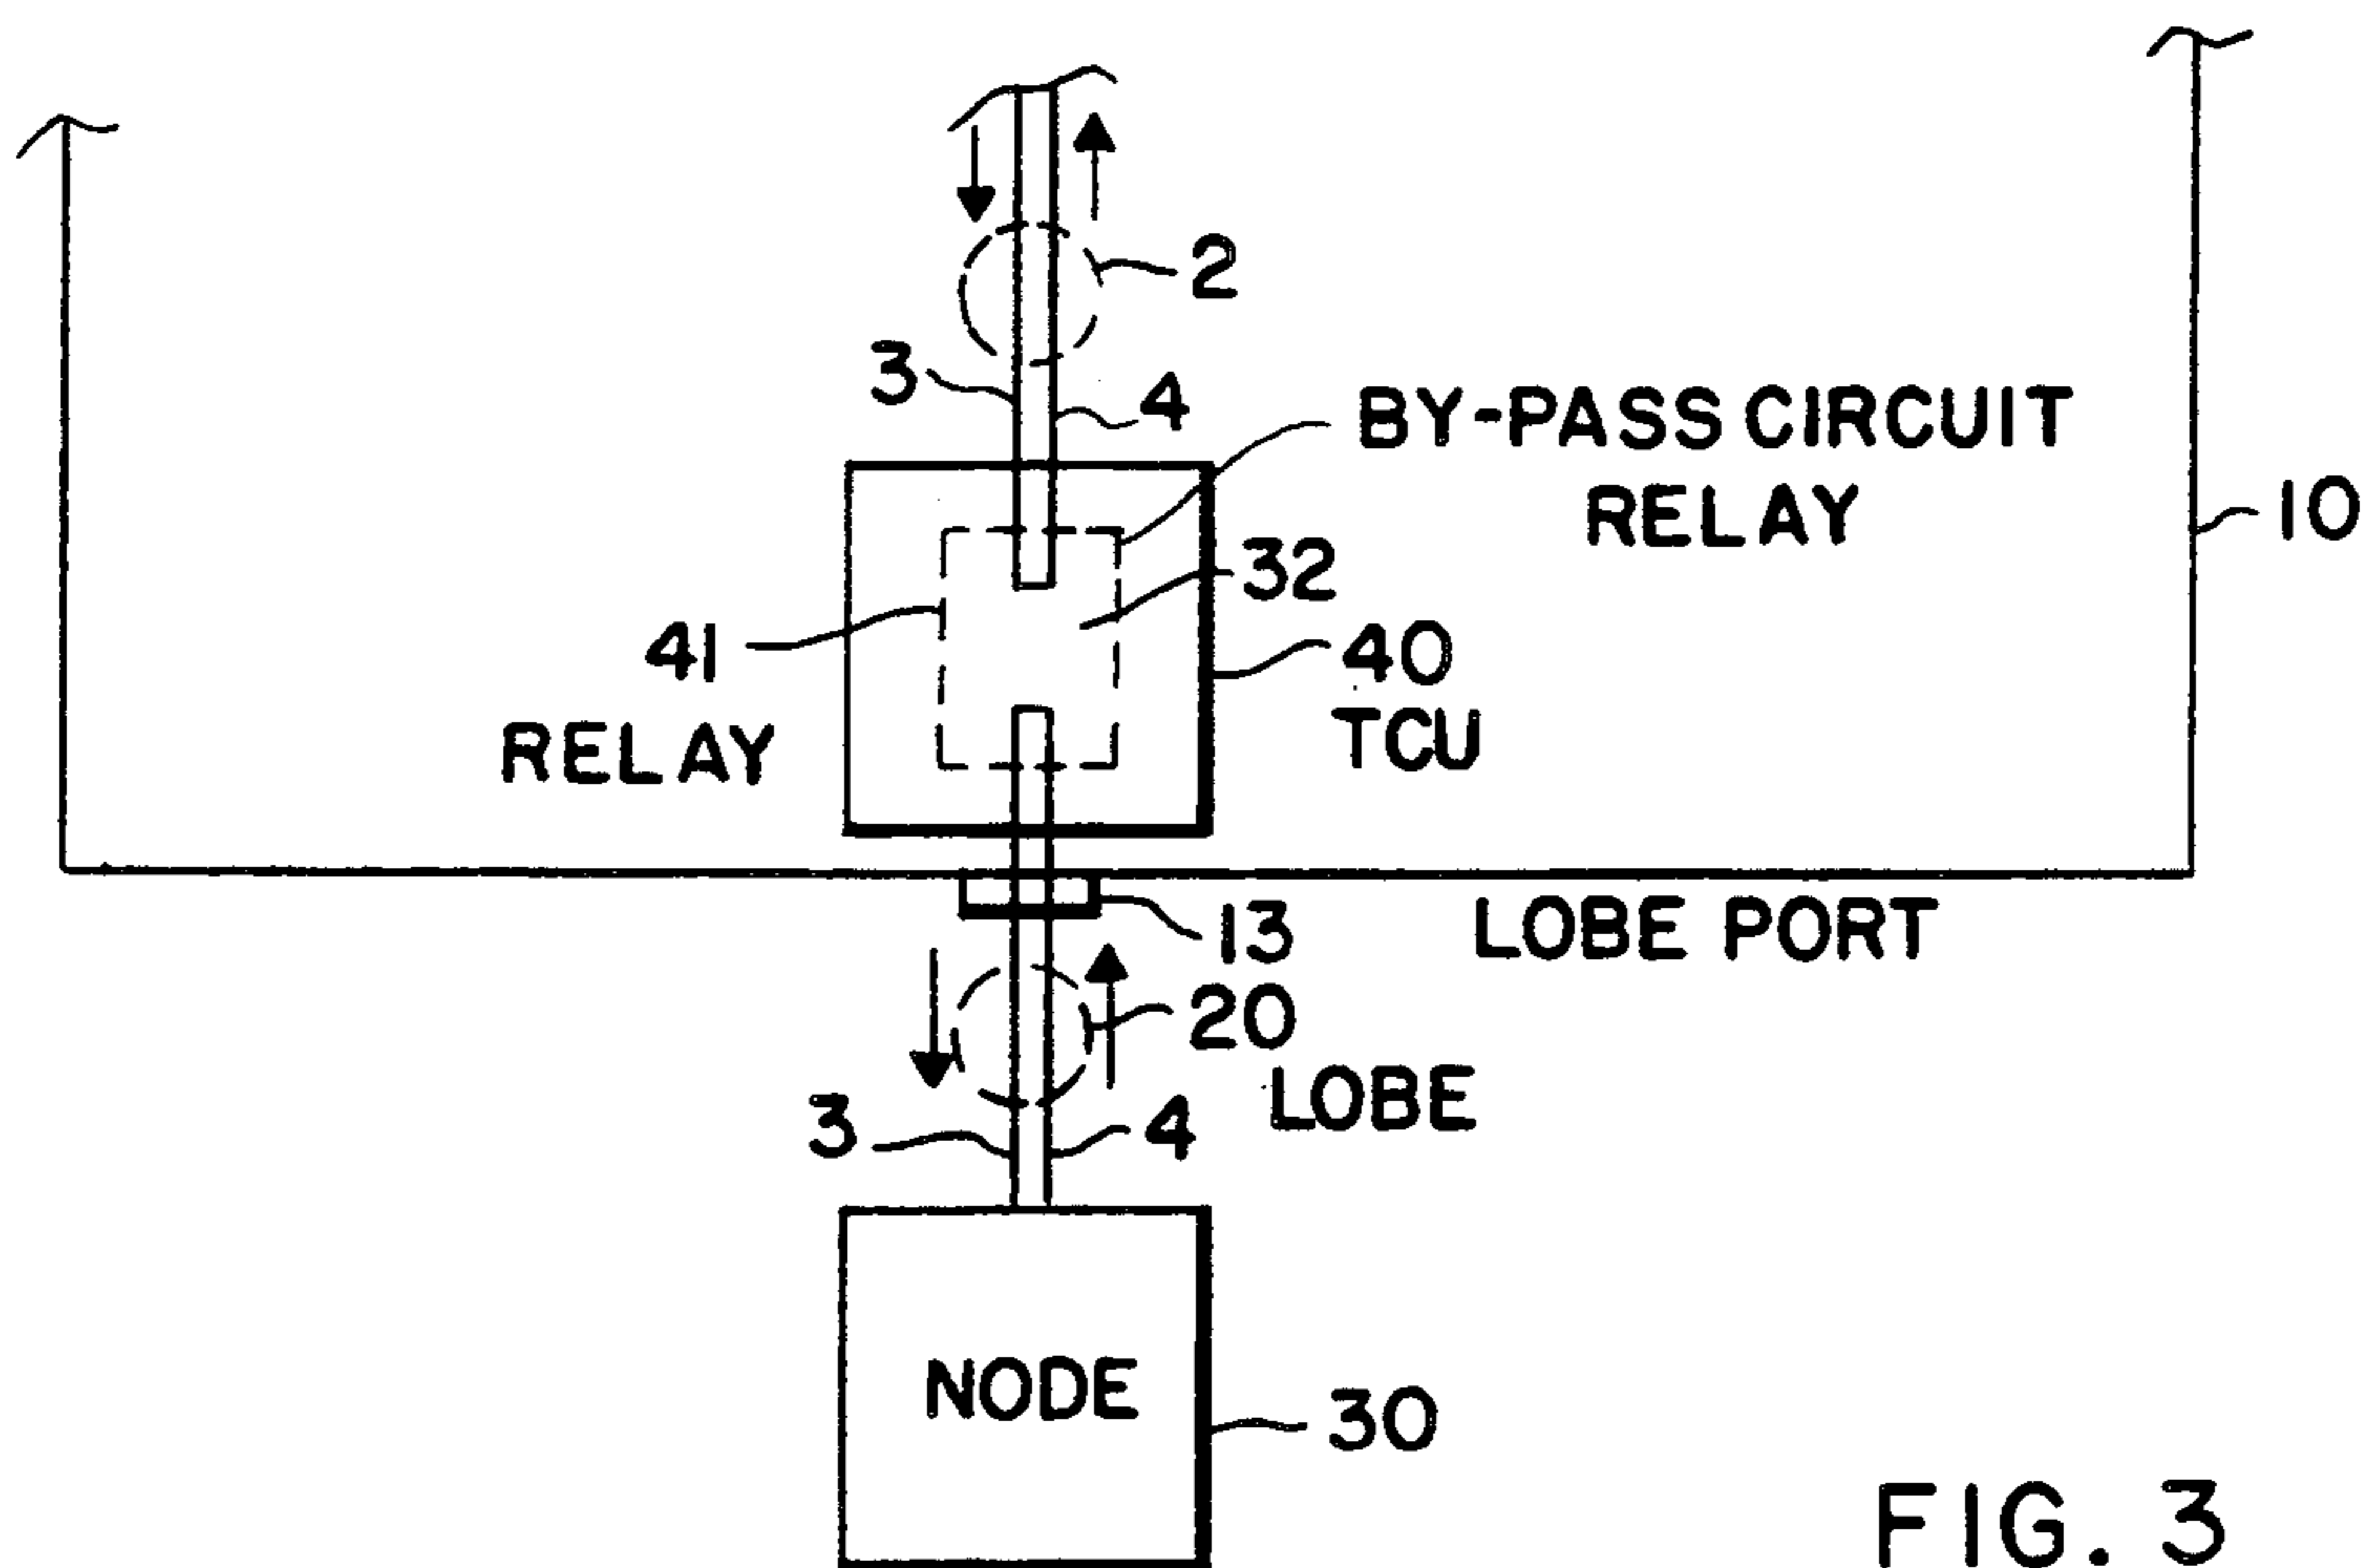 2
3
4
BY-PASS CIRCUIT
RELAY
10
32
41
RELAY
40
TCU
13
LOBE PORT
20
LOBE
3
4
NODE
30
FIG. 3